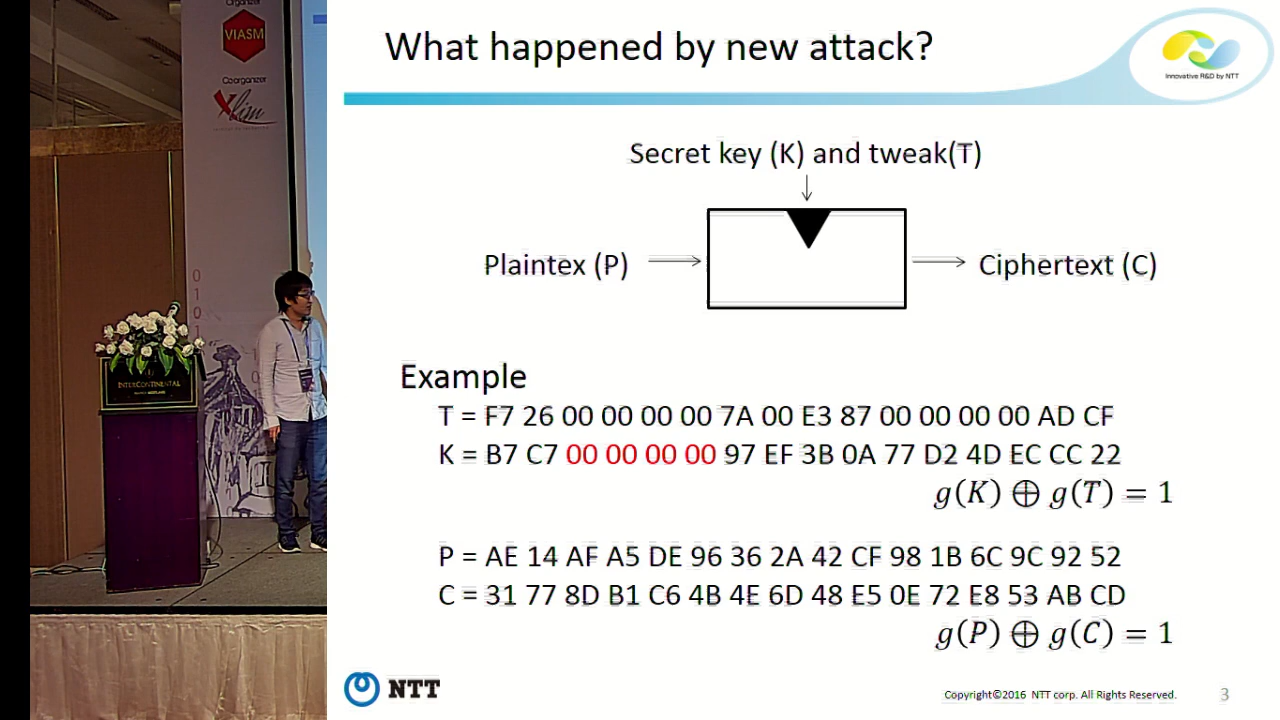 Organizer
VIASM
Co-organizer
Xlim
INTERCONTINENTAL
What happened by new attack?
Innovative R&D by NTT
Secret key (K) and tweak(T)
Plaintex (P)
Ciphertext (C)
Example
T = F7 26 00 00 00 00 7A 00 E3 87 00 00 00 00 AD CF
K = B7 C7 00 00 00 00 97 EF 3B 0A 77 D2 4D EC CC 22
g(K) ⊕ g(T) = 1
P = AE 14 AF A5 DE 96 36 2A 42 CF 98 1B 6C 9C 92 52
C = 31 77 8D B1 C6 4B 4E 6D 48 E5 0E 72 E8 53 AB CD
g(P) ⊕ g(C) = 1
NTT
Copyright©2016 NTT corp. All Rights Reserved.
3